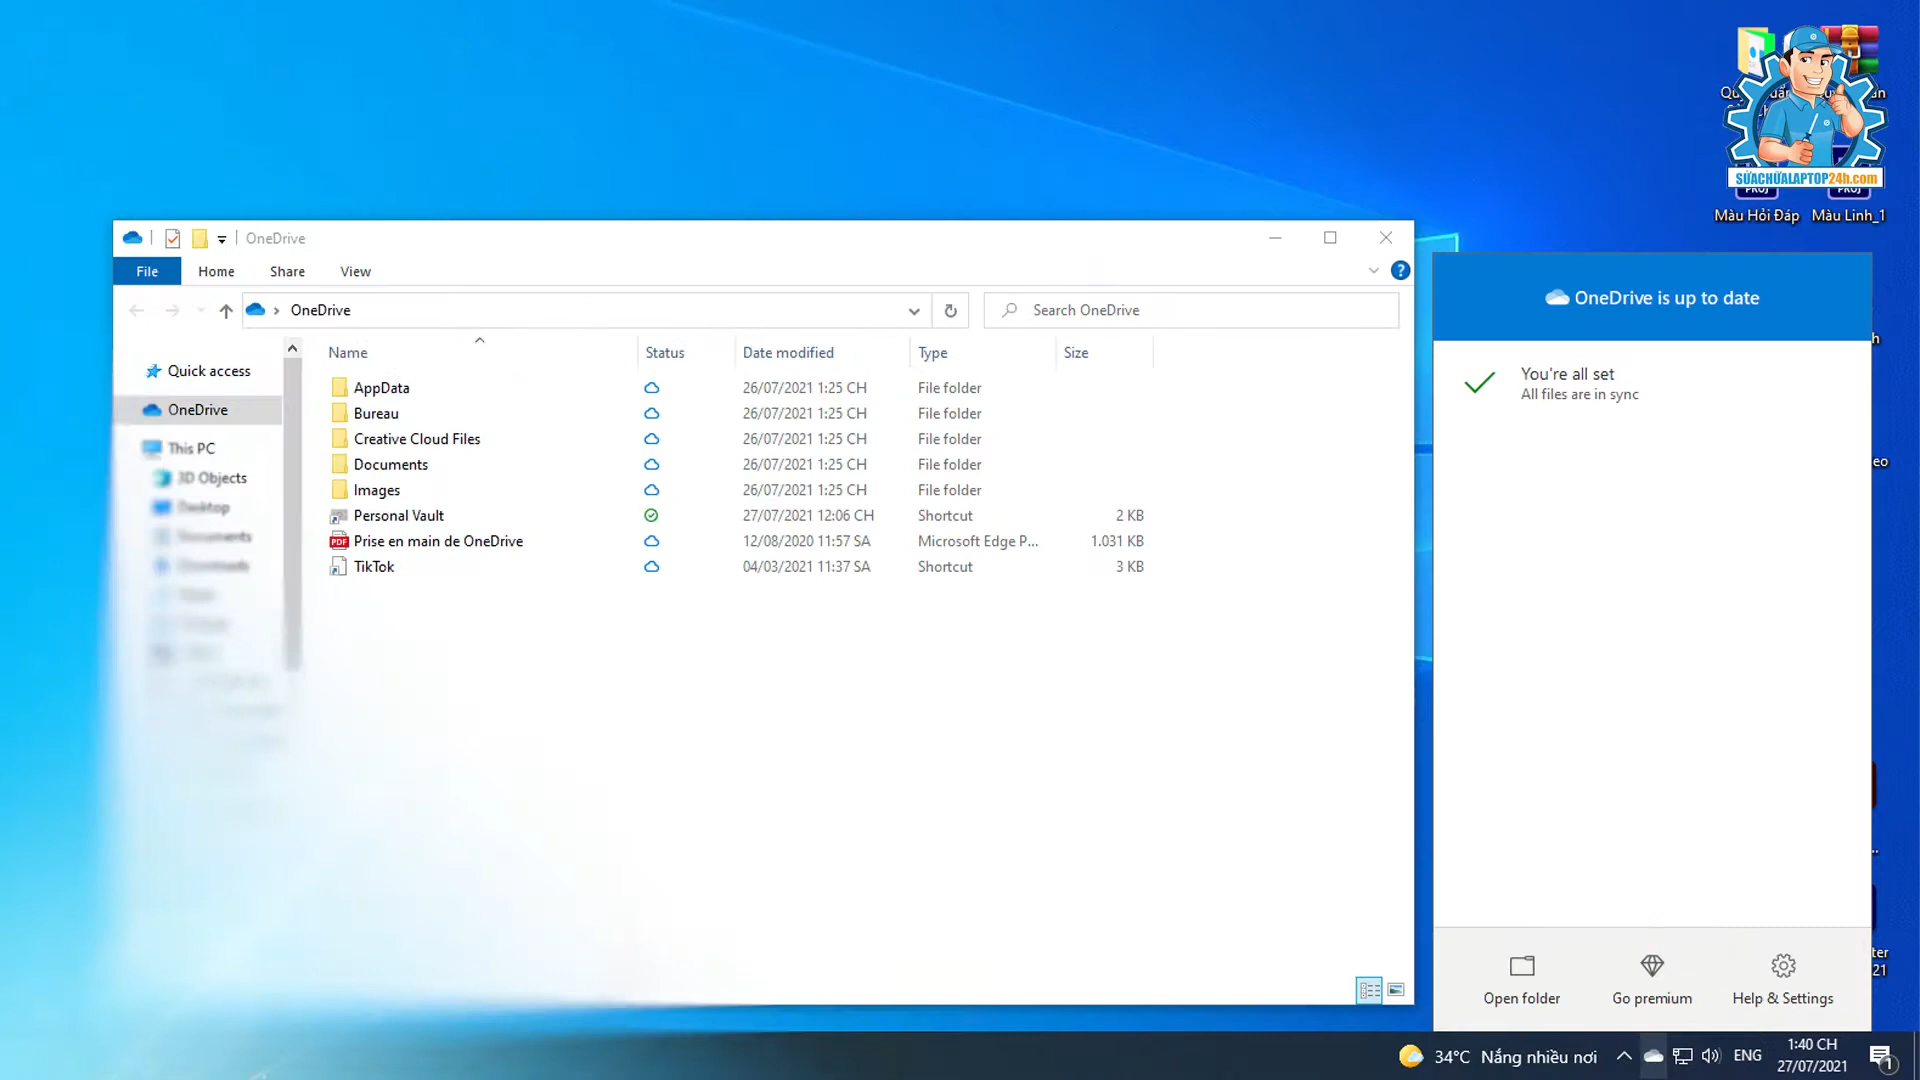 SỬACHỮALAPTOP24h.com
Màu Hỏi Đáp
Màu Linh_1
OneDrive
File
Home
Share
View
OneDrive
Search OneDrive
Name
Status
Date modified
Type
Size
Quick access
OneDrive
This PC
3D Objects
Desktop
Documents
Downloads
AppData 26/07/2021 1:25 CH File folder
Bureau 26/07/2021 1:25 CH File folder
Creative Cloud Files 26/07/2021 1:25 CH File folder
Documents 26/07/2021 1:25 CH File folder
Images 26/07/2021 1:25 CH File folder
Personal Vault 27/07/2021 12:06 CH Shortcut 2 KB
PDF Prise en main de OneDrive 12/08/2020 11:57 SA Microsoft Edge P... 1.031 KB
TikTok 04/03/2021 11:37 SA Shortcut 3 KB
OneDrive is up to date
You're all set
All files are in sync
Open folder
Go premium
Help & Settings
34°C Nắng nhiều nơi
ENG
1:40 CH
27/07/2021
1